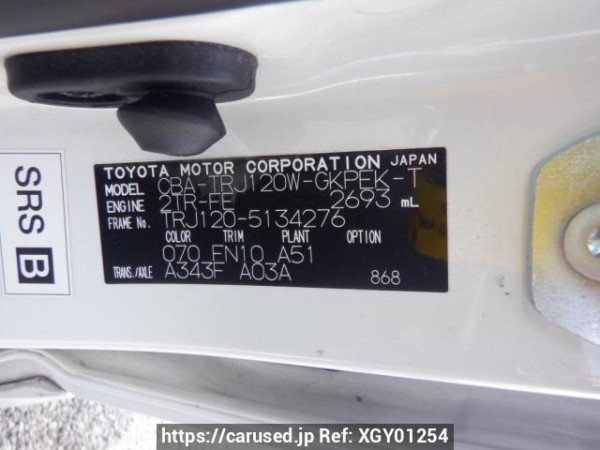 TOYOTA MOTOR CORPORATION JAPAN
MODEL CBA-TRJ120W-GKPEK-T
ENGINE 2TR-FE 2693 mL
FRAME No. TRJ120-5134276
COLOR TRIM PLANT OPTION
070 FN10 A51
TRANS./AXLE A343F A03A 868
SRS B
https://carused.jp Ref: XGY01254